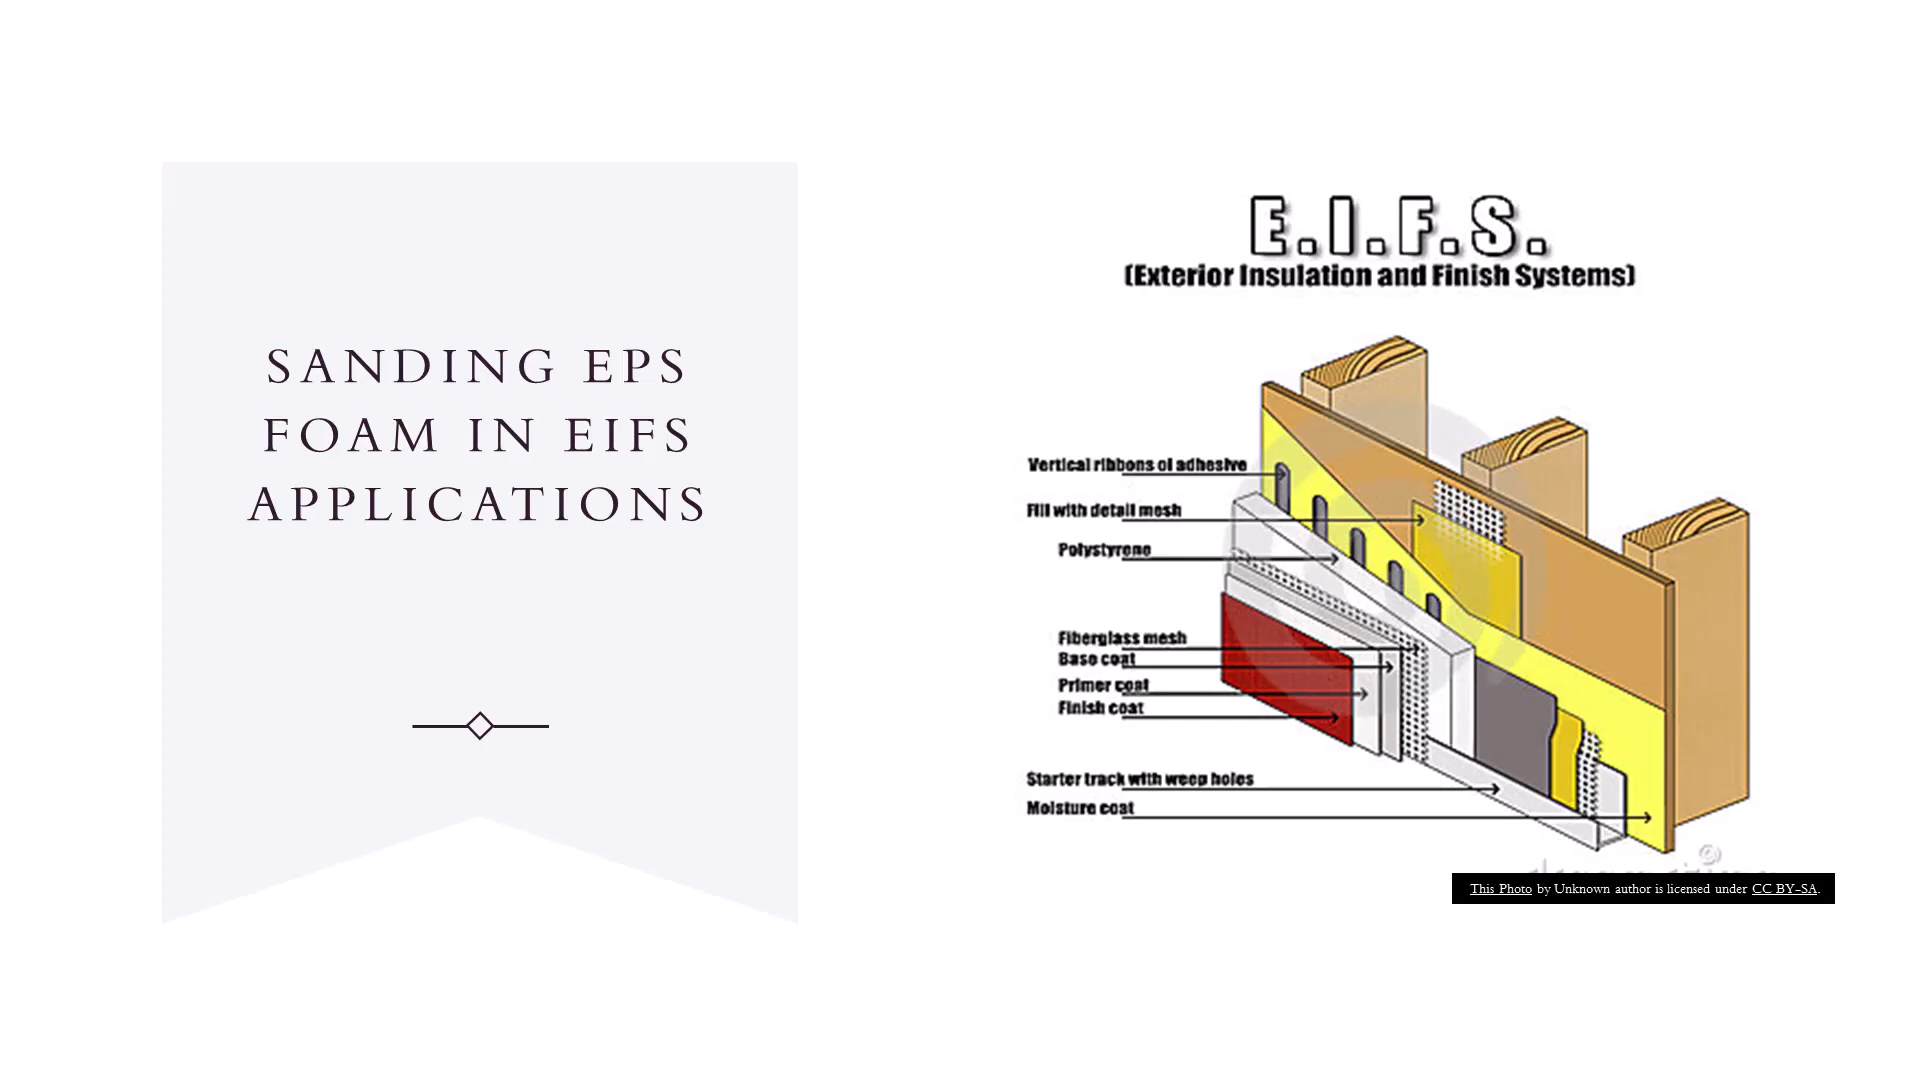 SANDING EPS
FOAM IN EIFS
APPLICATIONS
E.I.F.S.
(Exterior Insulation and Finish Systems)
Vertical ribbons of adhesive
Fill with detail mesh
Polystyrene
Fiberglass mesh
Base coat
Primer coat
Finish coat
Starter track with weep holes
Moisture coat
This Photo by Unknown author is licensed under CC BY-SA.